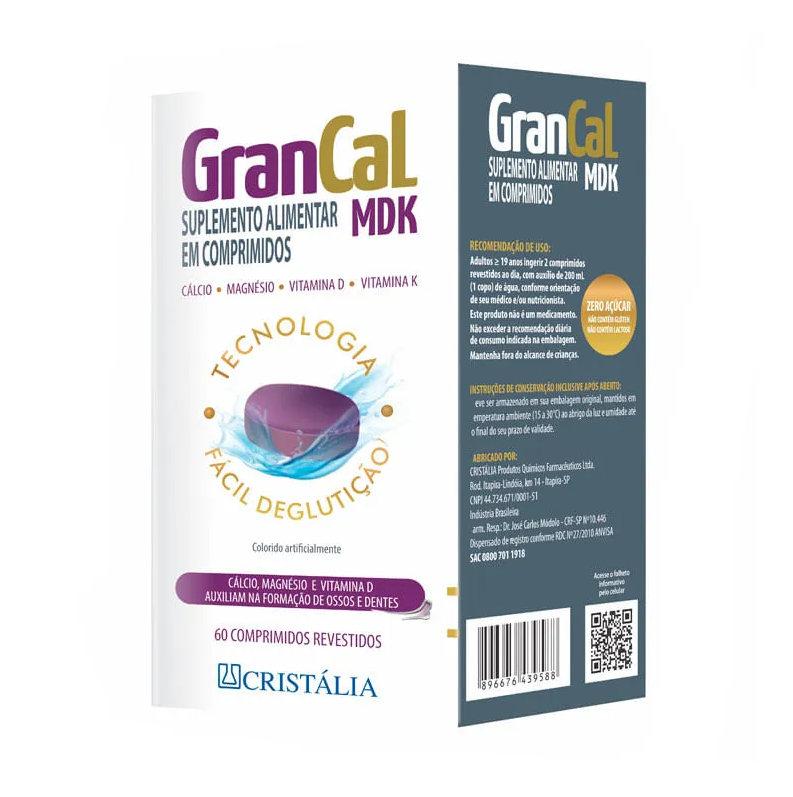 GranCal
SUPLEMENTO ALIMENTAR
EM COMPRIMIDOS
MDK
CÁLCIO • MAGNÉSIO • VITAMINA D • VITAMINA K
TECNOLOGIA
FÁCIL DEGLUTIÇÃO
Colorido artificialmente
CÁLCIO, MAGNÉSIO E VITAMINA D
AUXILIAM NA FORMAÇÃO DE OSSOS E DENTES
60 COMPRIMIDOS REVESTIDOS
CRISTÁLIA
GranCal
SUPLEMENTO ALIMENTAR
EM COMPRIMIDOS
MDK
RECOMENDAÇÃO DE USO:
Adultos ≥ 19 anos ingerir 2 comprimidos
revestidos ao dia, com auxílio de 200 mL
(1 copo) de água, conforme orientação
de seu médico e/ou nutricionista.
Este produto não é um medicamento.
Não exceder a recomendação diária
de consumo indicada na embalagem.
Mantenha fora do alcance de crianças.
ZERO AÇÚCAR
NÃO CONTÉM GLÚTEN
NÃO CONTÉM LACTOSE
INSTRUÇÕES DE CONSERVAÇÃO INCLUSIVE APÓS ABERTO:
eve ser armazenado em sua embalagem original, mantidos em
temperatura ambiente (15 a 30°C) ao abrigo da luz e umidade até
o final do seu prazo de validade.
ABRICADO POR:
CRISTÁLIA Produtos Químicos Farmacêuticos Ltda.
Rod. Itapira-Lindóia, km 14 - Itapira-SP
CNPJ 44.734.671/0001-51
Indústria Brasileira
arm. Resp.: Dr. José Carlos Módolo - CRF-SP Nº10.446
Dispensado de registro conforme RDC Nº27/2010 ANVISA
SAC 0800 701 1918
Acesse o folheto
informativo
pelo celular
896676 439588